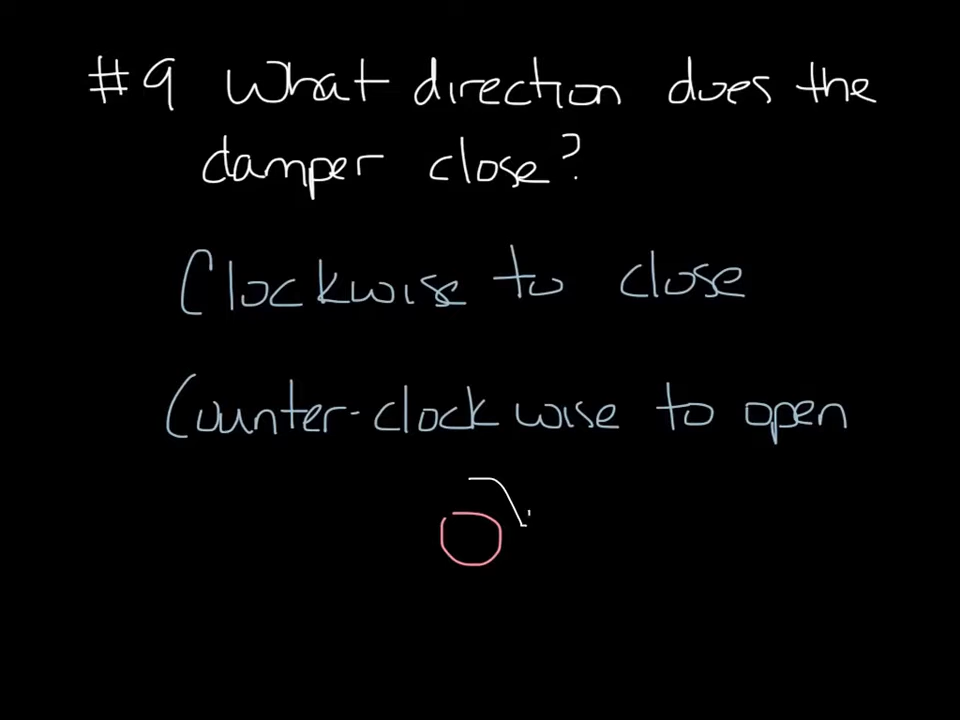 #9 What direction does the
damper close?
Clockwise to close
Counter-clockwise to open